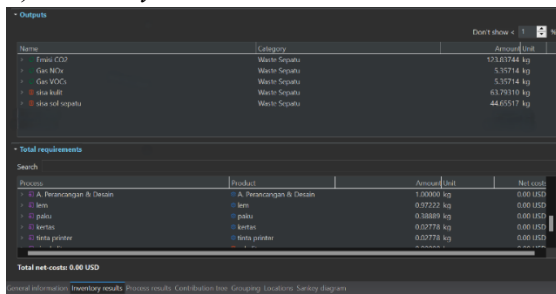 Outputs
Don't show < 1 %
Name Category Amount Unit
Emisi CO2 Waste Sepatu 123.83744 kg
Gas NOx Waste Sepatu 5.35714 kg
Gas VOCs Waste Sepatu 5.35714 kg
sisa kulit Waste Sepatu 63.79310 kg
sisa sol sepatu Waste Sepatu 44.65517 kg
Total requirements
Search
Process Product Amount Unit Net costs
A. Perancangan & Desain A. Perancangan & Desain 1.00000 kg 0.00 USD
lem lem 0.97222 kg 0.00 USD
paku paku 0.38889 kg 0.00 USD
kertas kertas 0.02778 kg 0.00 USD
tinta printer tinta printer 0.02778 kg 0.00 USD
Total net-costs: 0.00 USD
General information Inventory results Process results Contribution tree Grouping Locations Sankey diagram